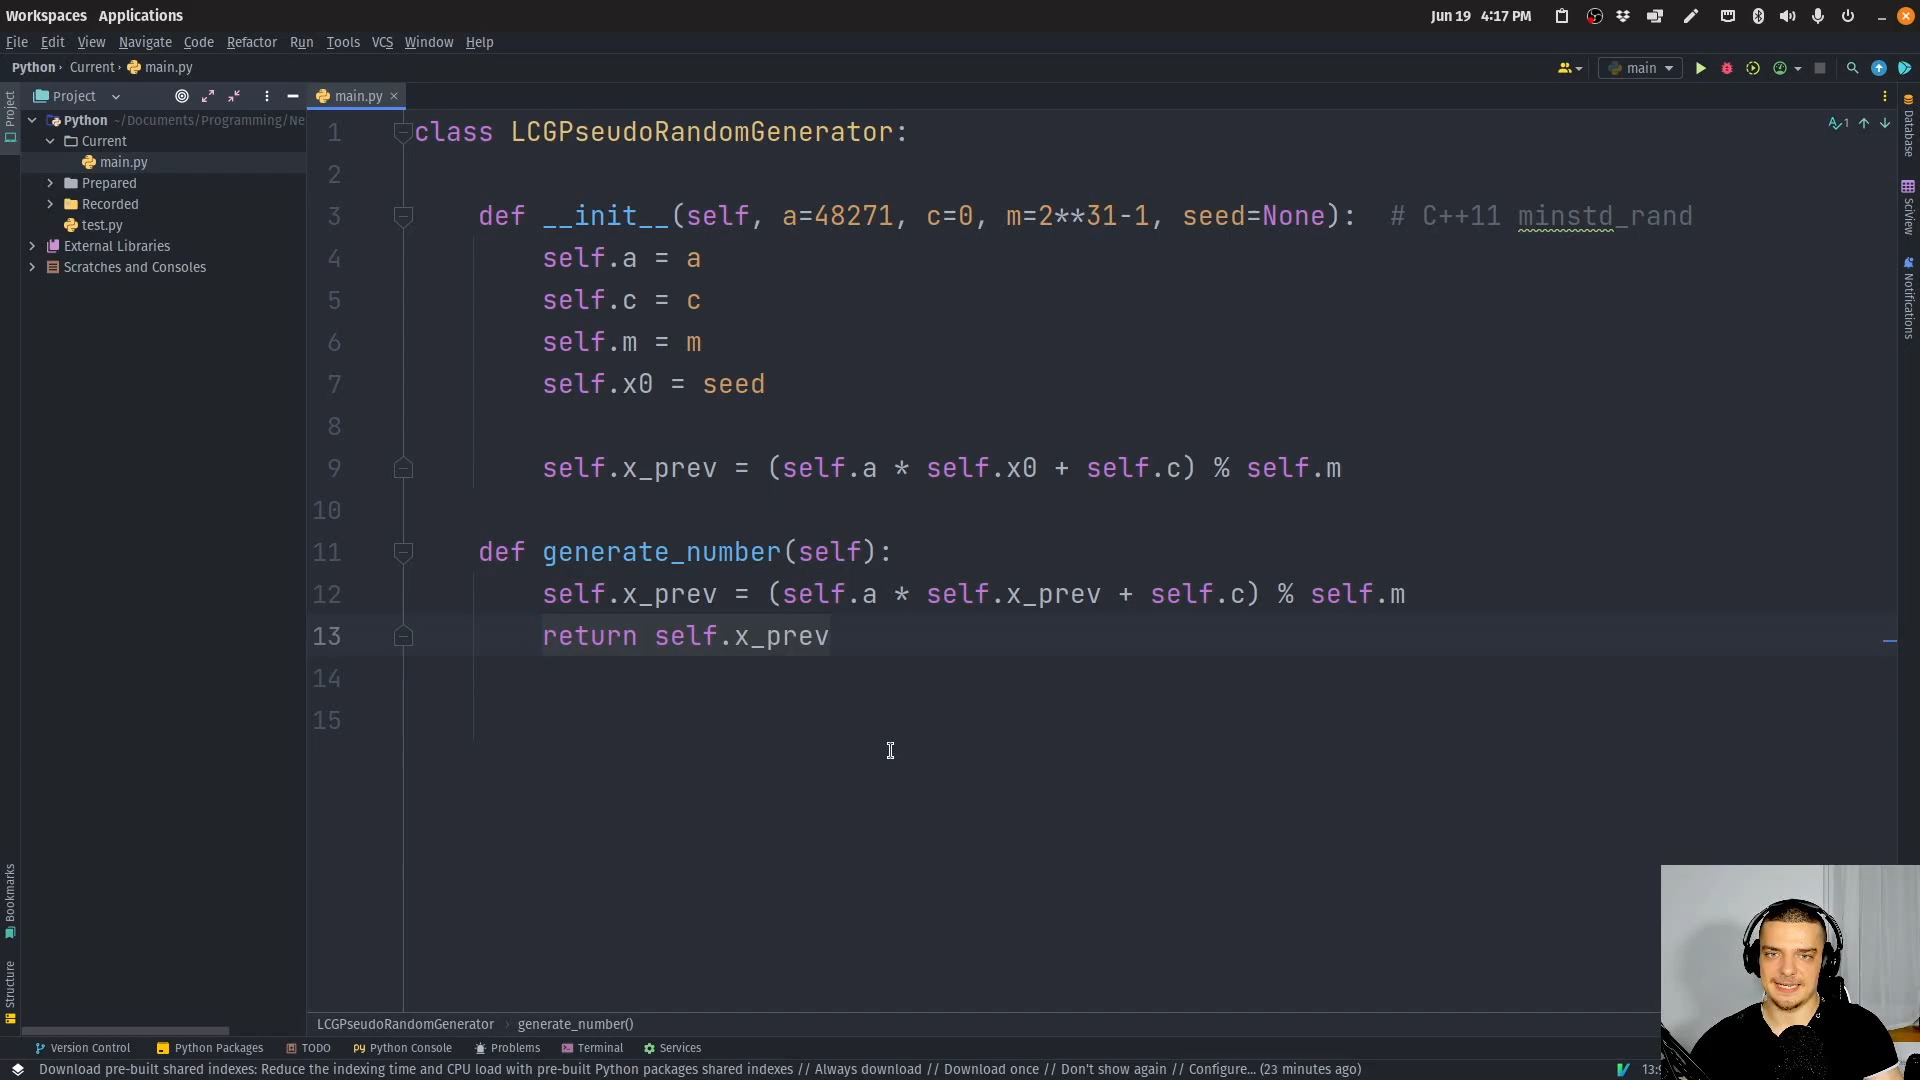 Workspaces Applications
Jun 19 4:17 PM
File Edit View Navigate Code Refactor Run Tools VCS Window Help
Python › Current › main.py
main
Project
main.py
Python ~/Documents/Programming/Ne
Current
main.py
Prepared
Recorded
test.py
External Libraries
Scratches and Consoles
1 class LCGPseudoRandomGenerator:
2
3 def __init__(self, a=48271, c=0, m=2**31-1, seed=None): # C++11 minstd_rand
4 self.a = a
5 self.c = c
6 self.m = m
7 self.x0 = seed
8
9 self.x_prev = (self.a * self.x0 + self.c) % self.m
10
11 def generate_number(self):
12 self.x_prev = (self.a * self.x_prev + self.c) % self.m
13 return self.x_prev
14
15
1
Project
Bookmarks
Structure
Database
SciView
Notifications
LCGPseudoRandomGenerator › generate_number()
Version Control Python Packages TODO Python Console Problems Terminal Services
Download pre-built shared indexes: Reduce the indexing time and CPU load with pre-built Python packages shared indexes // Always download // Download once // Don't show again // Configure... (23 minutes ago)